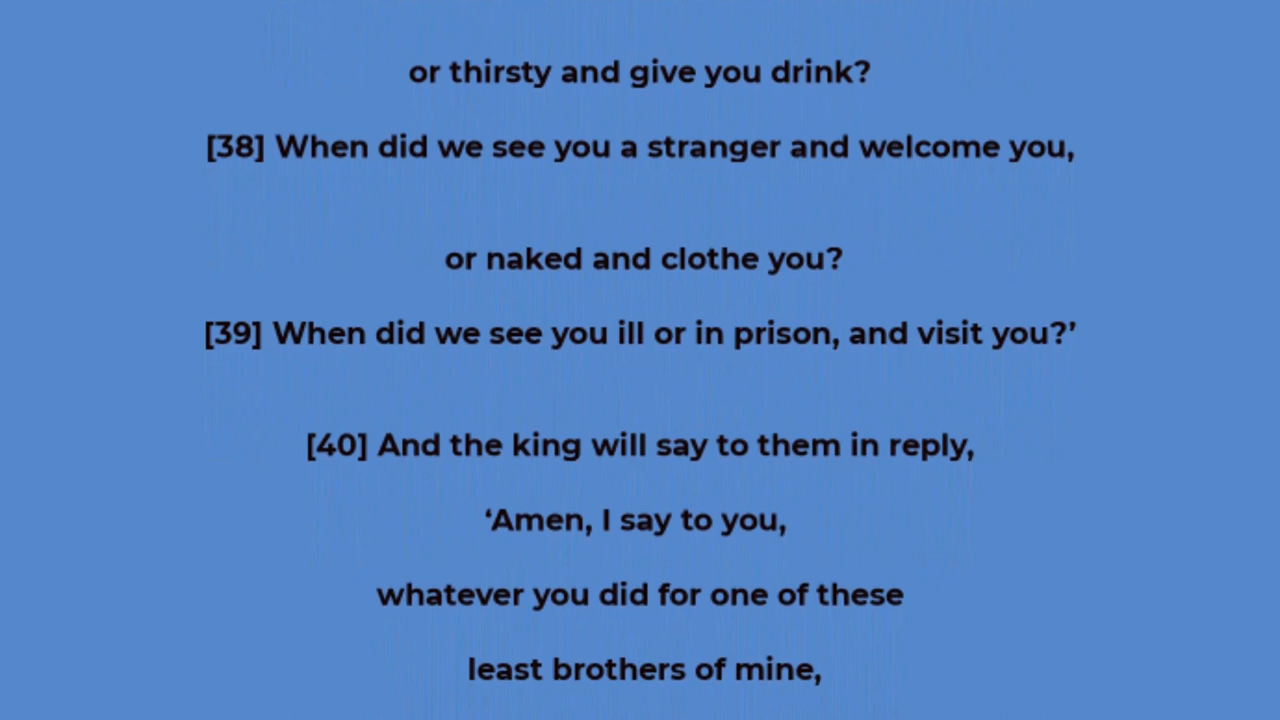 or thirsty and give you drink?
[38] When did we see you a stranger and welcome you,
or naked and clothe you?
[39] When did we see you ill or in prison, and visit you?’
[40] And the king will say to them in reply,
‘Amen, I say to you,
whatever you did for one of these
least brothers of mine,